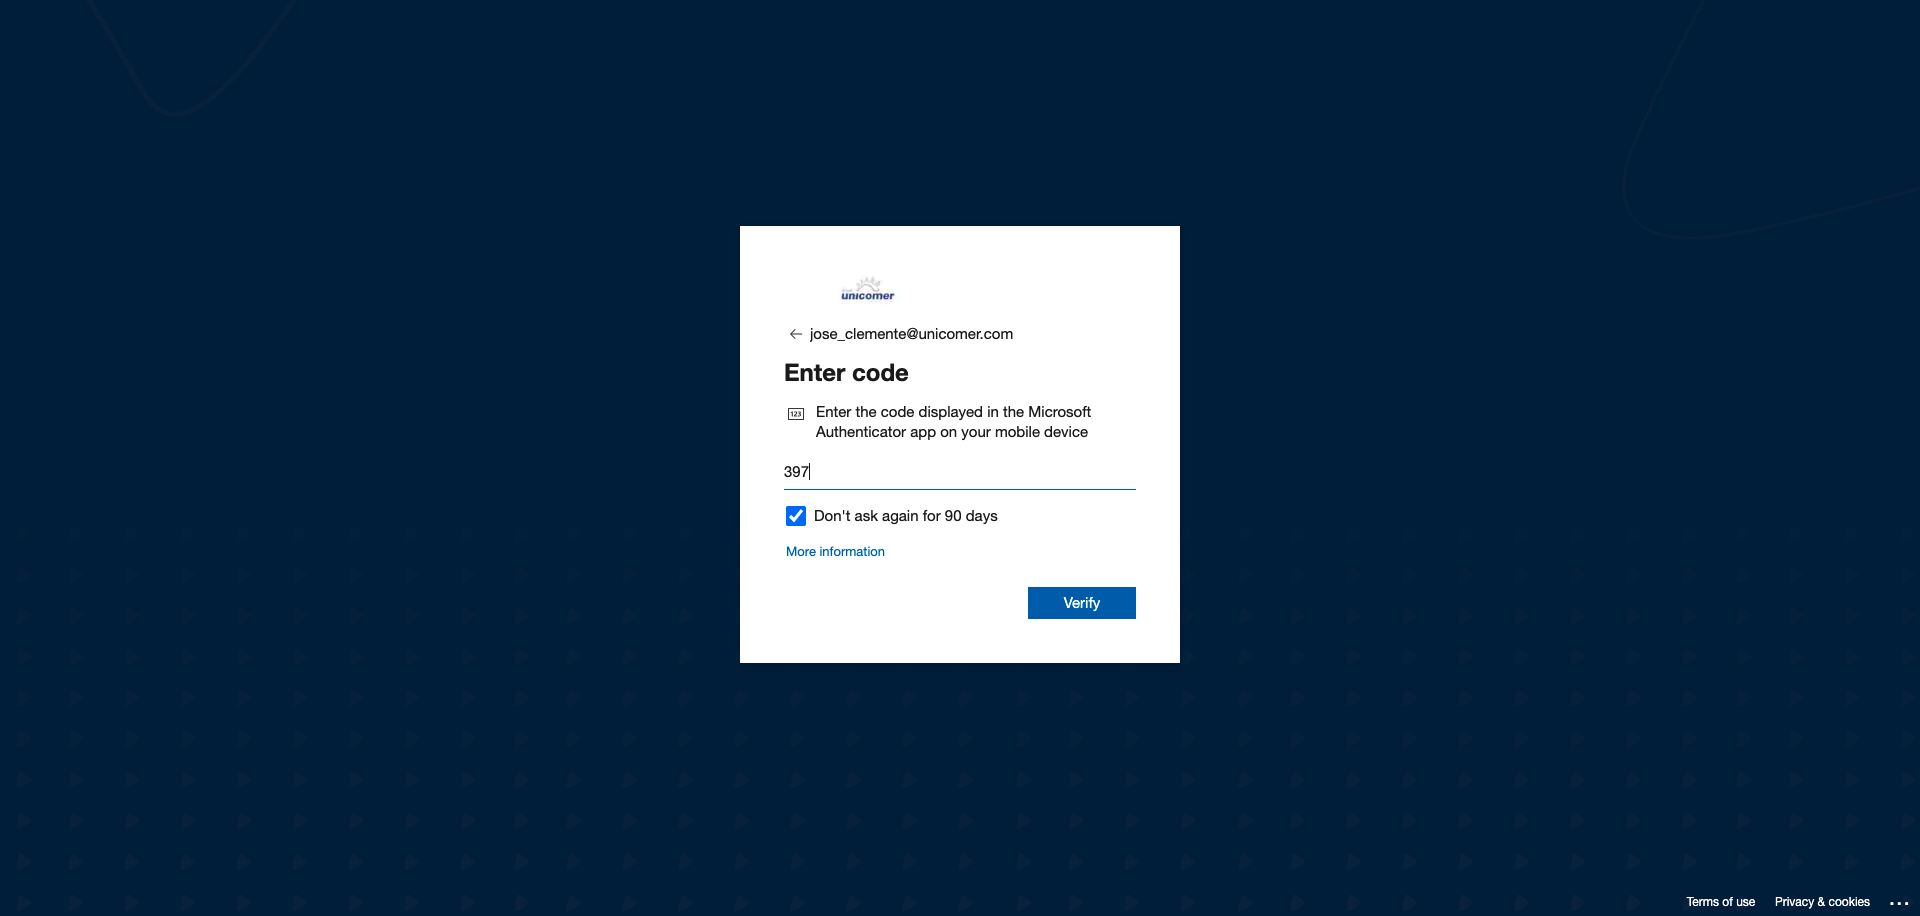 unicomer
jose_clemente@unicomer.com
Enter code
123
Enter the code displayed in the Microsoft
Authenticator app on your mobile device
397
Don't ask again for 90 days
More information
Verify
Terms of use Privacy & cookies ...